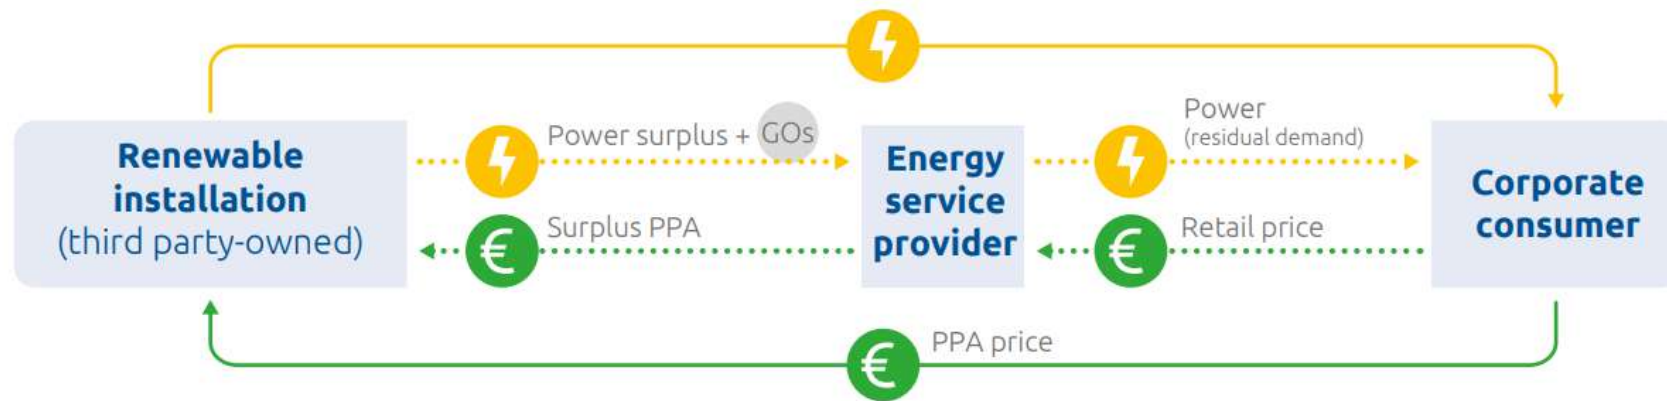 Renewable
installation
(third party-owned)
Power surplus + GOs
Surplus PPA
€
Energy
service
provider
Power
(residual demand)
Retail price
€
Corporate
consumer
PPA price
€